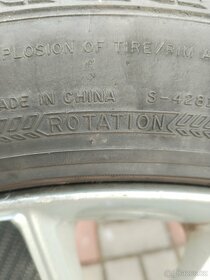 PLOSION OF TIRE/RIM A
ADE IN CHINA S-428
ROTATION